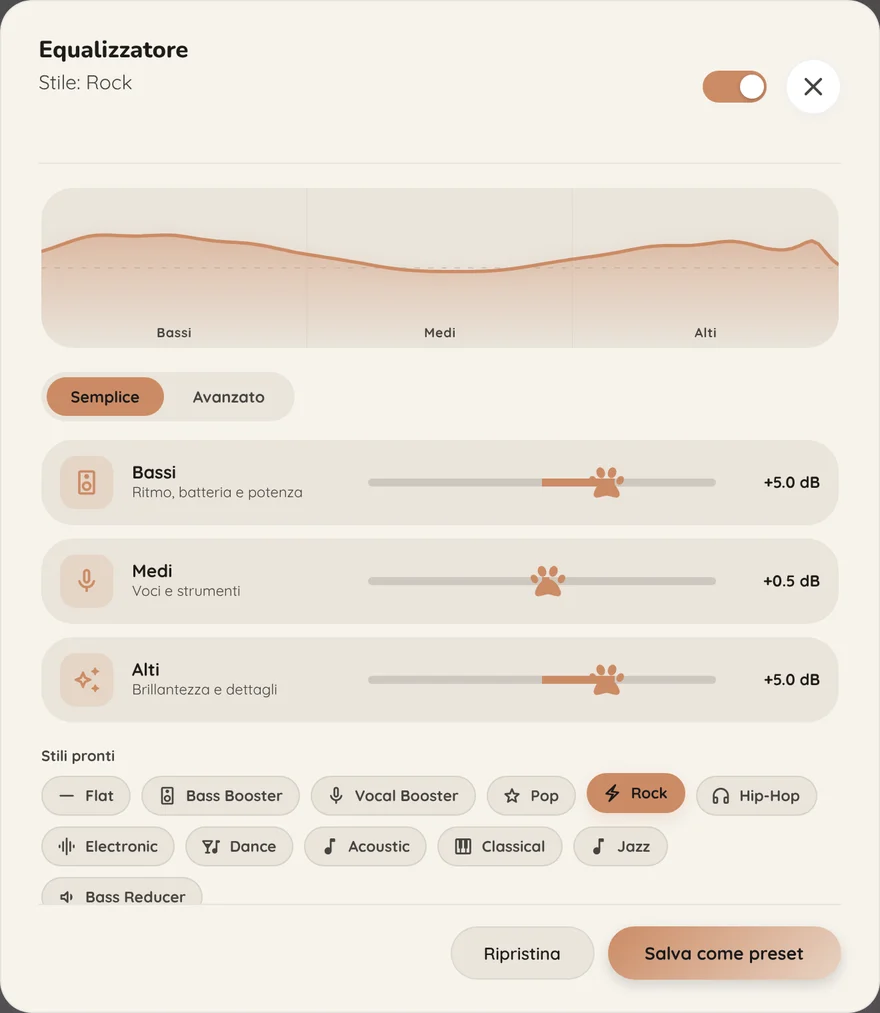 Equalizzatore
Stile: Rock
Bassi
Medi
Alti
Semplice
Avanzato
Bassi
Ritmo, batteria e potenza
+5.0 dB
Medi
Voci e strumenti
+0.5 dB
Alti
Brillantezza e dettagli
+5.0 dB
Stili pronti
Flat
Bass Booster
Vocal Booster
Pop
Rock
Hip-Hop
Electronic
Dance
Acoustic
Classical
Jazz
Bass Reducer
Ripristina
Salva come preset